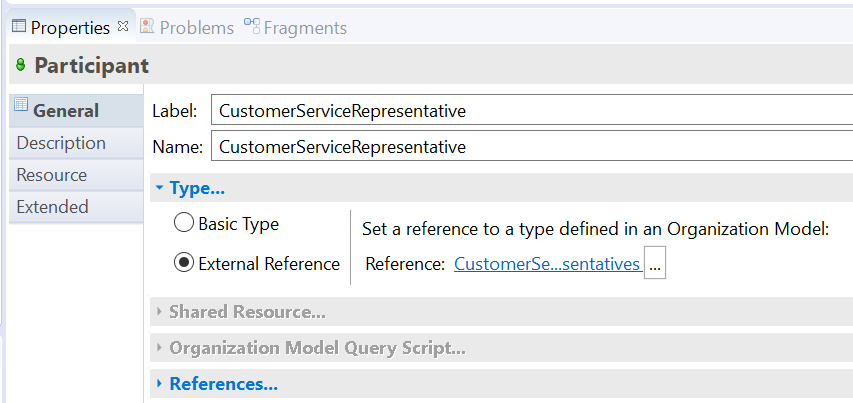 Properties Problems Fragments
Participant
General
Description
Resource
Extended
Label: CustomerServiceRepresentative
Name: CustomerServiceRepresentative
Type...
Basic Type
External Reference
Set a reference to a type defined in an Organization Model:
Reference: CustomerSe...sentatives ...
Shared Resource...
Organization Model Query Script...
References...